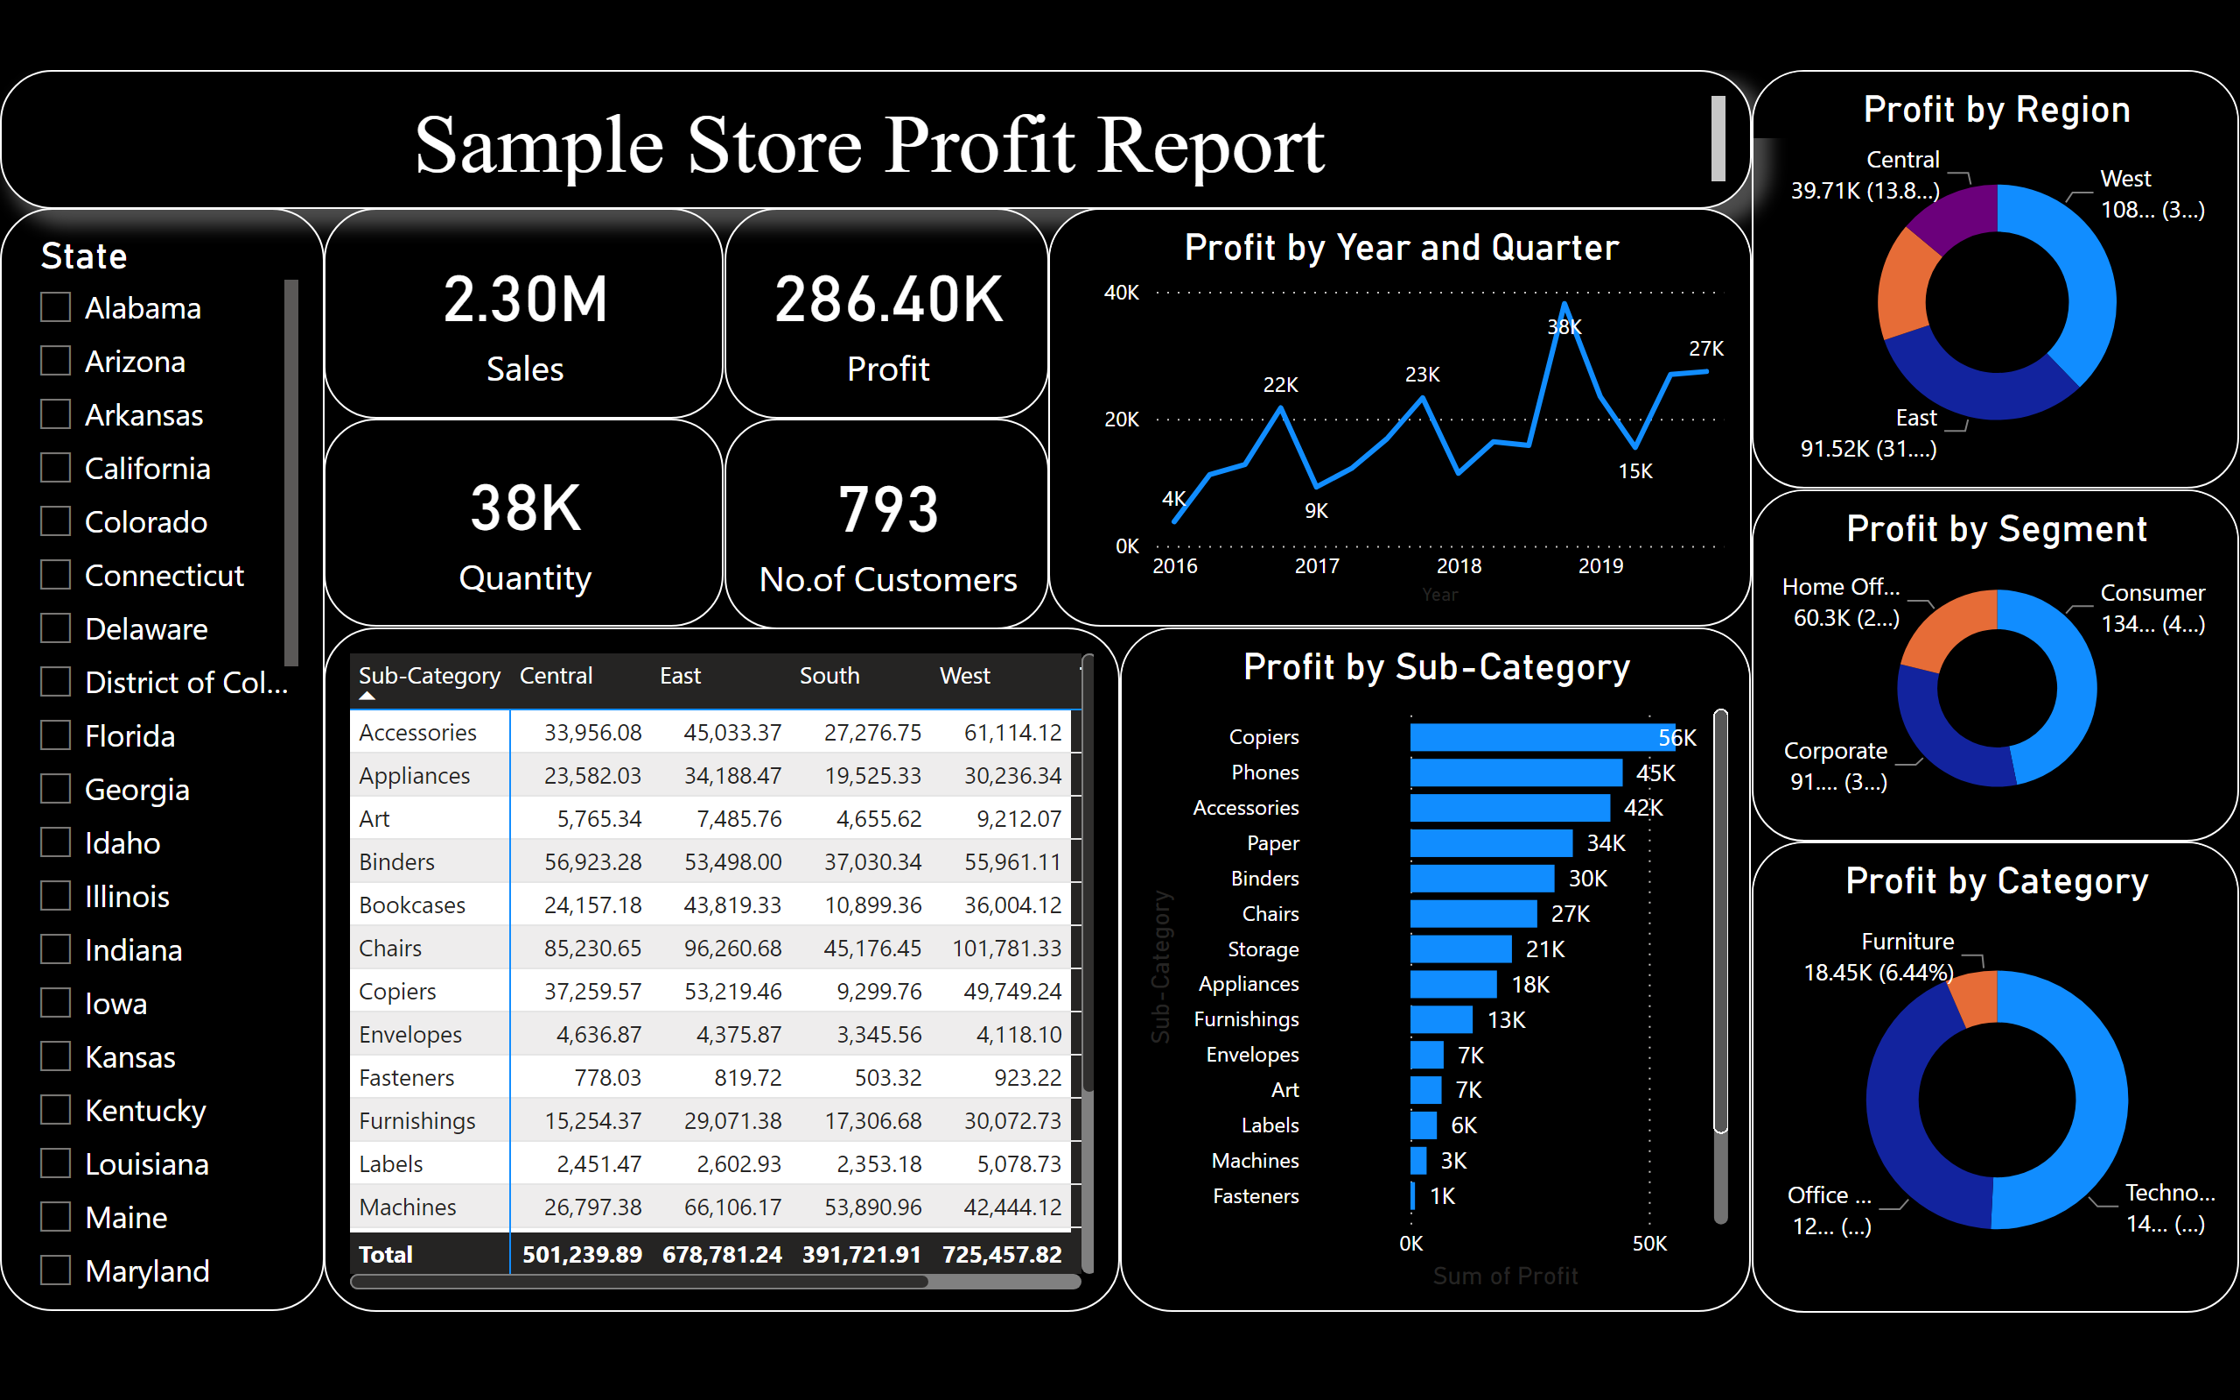 Sample Store Profit Report
State
Alabama
Arizona
Arkansas
California
Colorado
Connecticut
Delaware
District of Col...
Florida
Georgia
Idaho
Illinois
Indiana
Iowa
Kansas
Kentucky
Louisiana
Maine
Maryland
2.30M
Sales
286.40K
Profit
38K
Quantity
793
No.of Customers
Profit by Year and Quarter
40K
20K
0K
4K
22K
9K
23K
38K
15K
27K
2016 2017 2018 2019
Year
Sub-Category Central East South West
Accessories 33,956.08 45,033.37 27,276.75 61,114.12
Appliances 23,582.03 34,188.47 19,525.33 30,236.34
Art 5,765.34 7,485.76 4,655.62 9,212.07
Binders 56,923.28 53,498.00 37,030.34 55,961.11
Bookcases 24,157.18 43,819.33 10,899.36 36,004.12
Chairs 85,230.65 96,260.68 45,176.45 101,781.33
Copiers 37,259.57 53,219.46 9,299.76 49,749.24
Envelopes 4,636.87 4,375.87 3,345.56 4,118.10
Fasteners 778.03 819.72 503.32 923.22
Furnishings 15,254.37 29,071.38 17,306.68 30,072.73
Labels 2,451.47 2,602.93 2,353.18 5,078.73
Machines 26,797.38 66,106.17 53,890.96 42,444.12
Total 501,239.89 678,781.24 391,721.91 725,457.82
Profit by Sub-Category
Sub-Category
Copiers 56K
Phones 45K
Accessories 42K
Paper 34K
Binders 30K
Chairs 27K
Storage 21K
Appliances 18K
Furnishings 13K
Envelopes 7K
Art 7K
Labels 6K
Machines 3K
Fasteners 1K
0K 50K
Sum of Profit
Profit by Region
Central
39.71K (13.8...)
West
108... (3...)
East
91.52K (31....)
Profit by Segment
Home Off...
60.3K (2...)
Consumer
134... (4...)
Corporate
91.... (3...)
Profit by Category
Furniture
18.45K (6.44%)
Office ...
12... (...)
Techno...
14... (...)